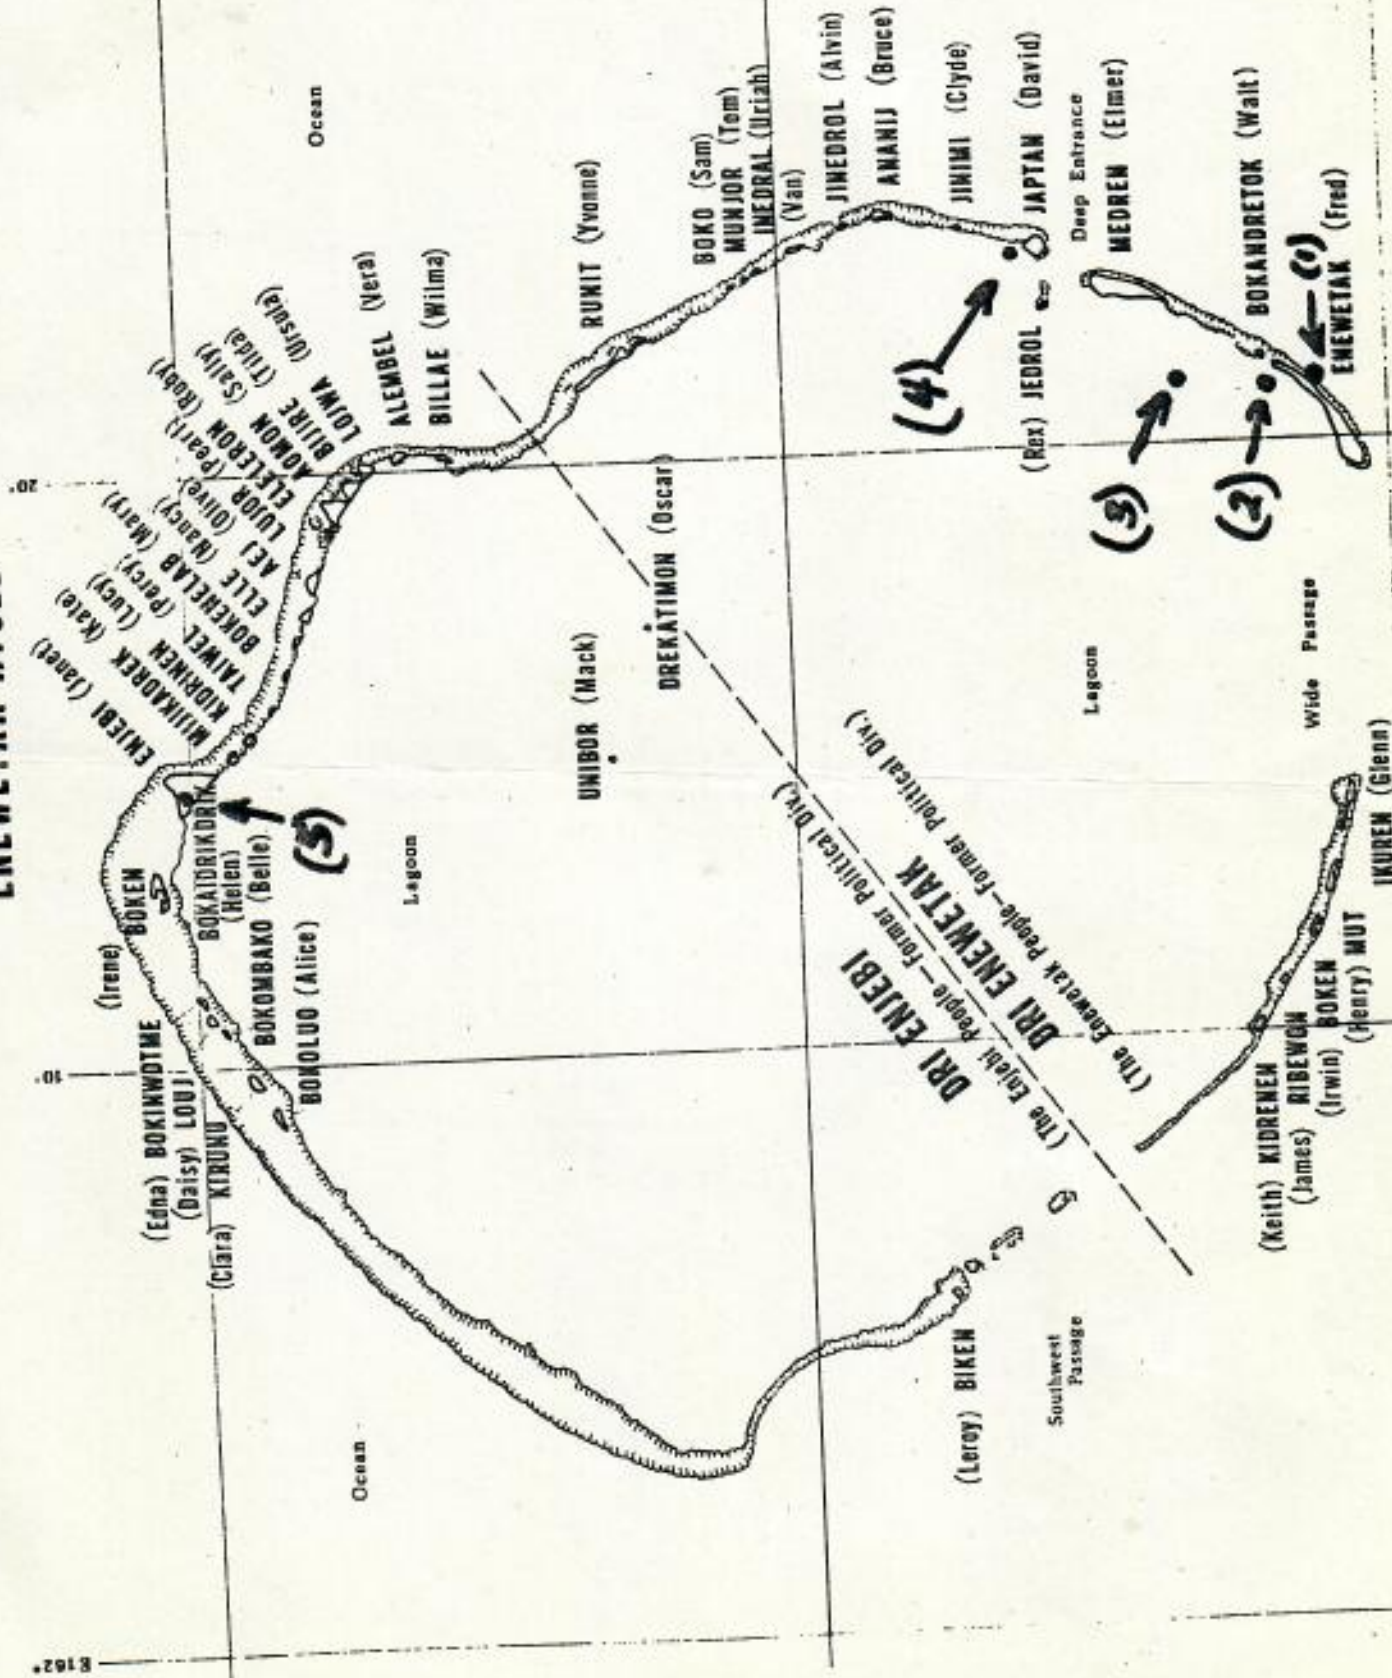 20'
10'
E162°
Ocean
(Irene) BOKEN
(Edna) BOKINWOTME
(Daisy) LOUJ
(Clara) KIRUNU
BOKAIDRIKDRIK
(Helen)
BOKOMBAKO (Belle)
BOKOLUO (Alice)
(5)
ENJEBI (Janet)
MIJIKADREK (Kate)
KIDRINEN (Lucy)
TAIWEL (Percy)
BOKENELAB (Mary)
ELLE (Nancy)
AEJ (Olive)
LUJOR (Pearl)
ELELERON (Ruby)
AOMON (Sally)
BIJIRE (Tilda)
LOJWA (Ursula)
ALEMBEL (Vera)
BILLAE (Wilma)
Ocean
Lagoon
RUNIT (Yvonne)
UNIBOR (Mack)
DREKATIMON (Oscar)
BOKO (Sam)
MUNJOR (Tom)
INEDRAL (Uriah)
(Van)
JINEDROL (Alvin)
ANANIJ (Bruce)
JINIMI (Clyde)
JAPTAN (David)
(4)
(Rex) JEDROL
Deep Entrance
MEDREN (Elmer)
(3)
BOKANDRETOK (Walt)
(2)
(1)
ENEWETAK (Fred)
DRI ENJEBI
(The Enjebi People—Former Political Div.)
DRI ENEWETAK
(The Enewetak People—Former Political Div.)
Lagoon
Wide Passage
(Leroy) BIKEN
Southwest
Passage
(Keith) KIDRENEN
(James) RIBEWON
(Irwin) BOKEN
(Henry) MUT
IKUREN (Glenn)